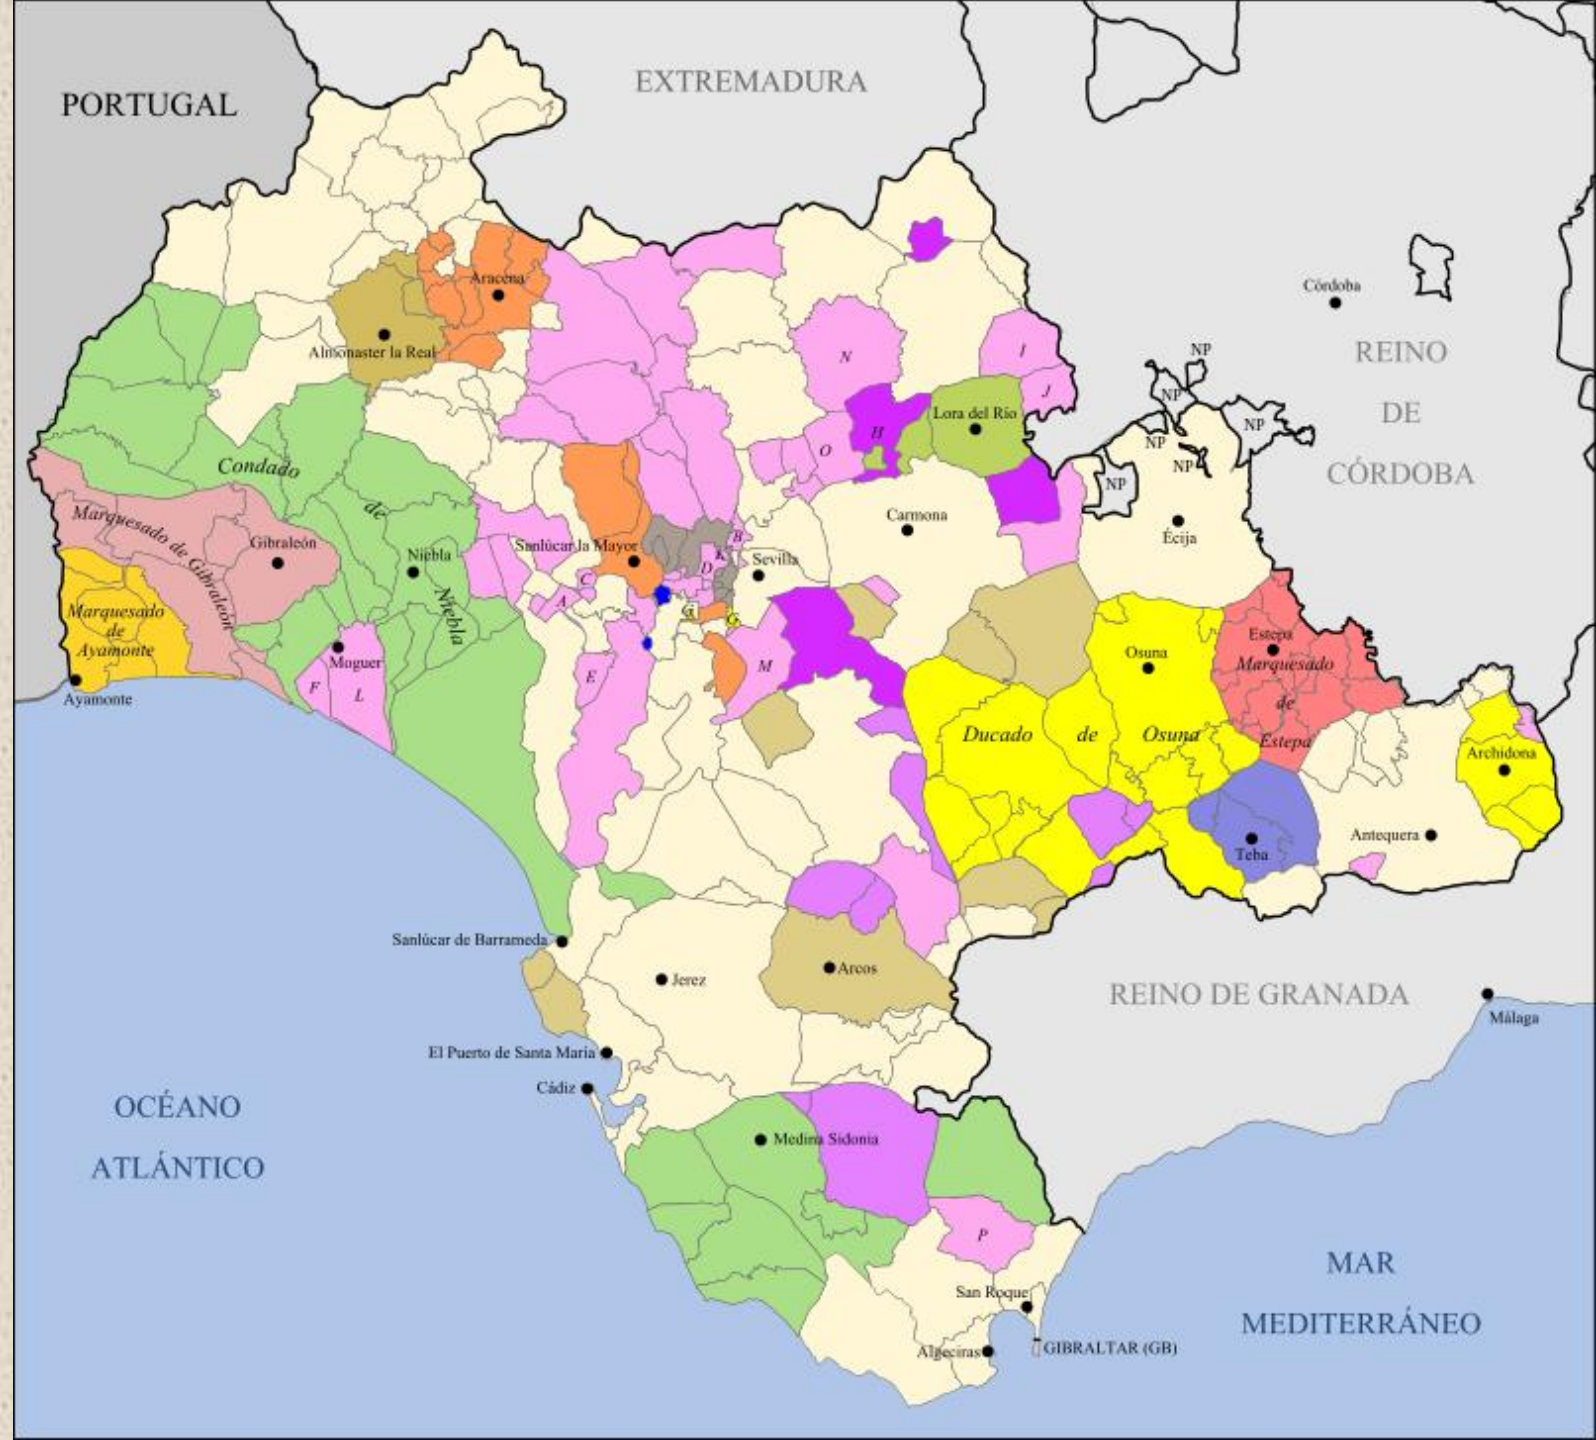 PORTUGAL
EXTREMADURA
Aracena
Almonaster la Real
Córdoba
REINO
DE
CÓRDOBA
NP
NP
NP
NP
NP
NP
N
I
J
H
O
Lora del Río
Condado
de
Niebla
Marquesado de Gibraleón
Gibraleón
Niebla
Sanlúcar la Mayor
Sevilla
Carmona
Écija
B
K
D
C
A
G
G
Marquesado
de
Ayamonte
Ayamonte
Moguer
F
L
E
M
Osuna
Estepa
Marquesado
de
Estepa
Ducado
de
Osuna
Archidona
Antequera
Teba
Sanlúcar de Barrameda
Jerez
Arcos
REINO DE GRANADA
Málaga
El Puerto de Santa María
Cádiz
OCÉANO
ATLÁNTICO
Medina Sidonia
P
San Roque
Algeciras
GIBRALTAR (GB)
MAR
MEDITERRÁNEO